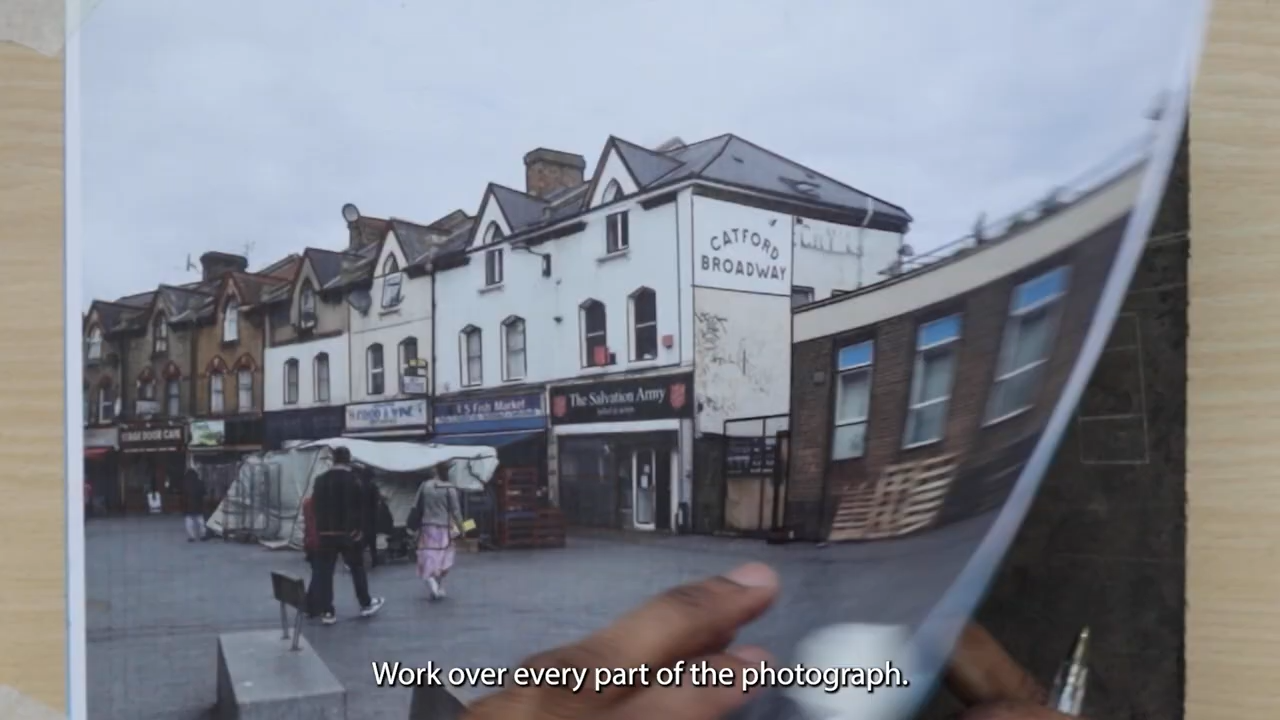 CATFORD
BROADWAY
The Salvation Army
Fish Market
FOOD & WINE
Work over every part of the photograph.